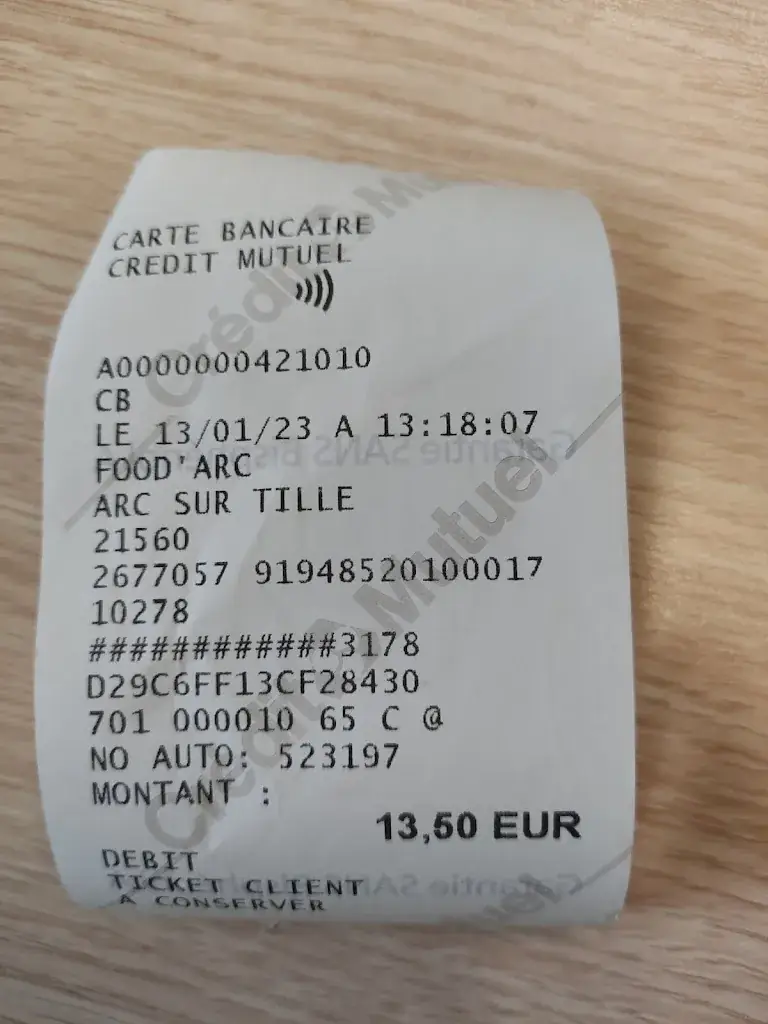 CARTE BANCAIRE
CREDIT MUTUEL
A0000000421010
CB
LE 13/01/23 A 13:18:07
FOOD'ARC
ARC SUR TILLE
21560
2677057 91948520100017
10278
############3178
D29C6FF13CF28430
701 000010 65 C @
NO AUTO: 523197
MONTANT :
13,50 EUR
DEBIT
TICKET CLIENT
A CONSERVER
Crédit Mutuel